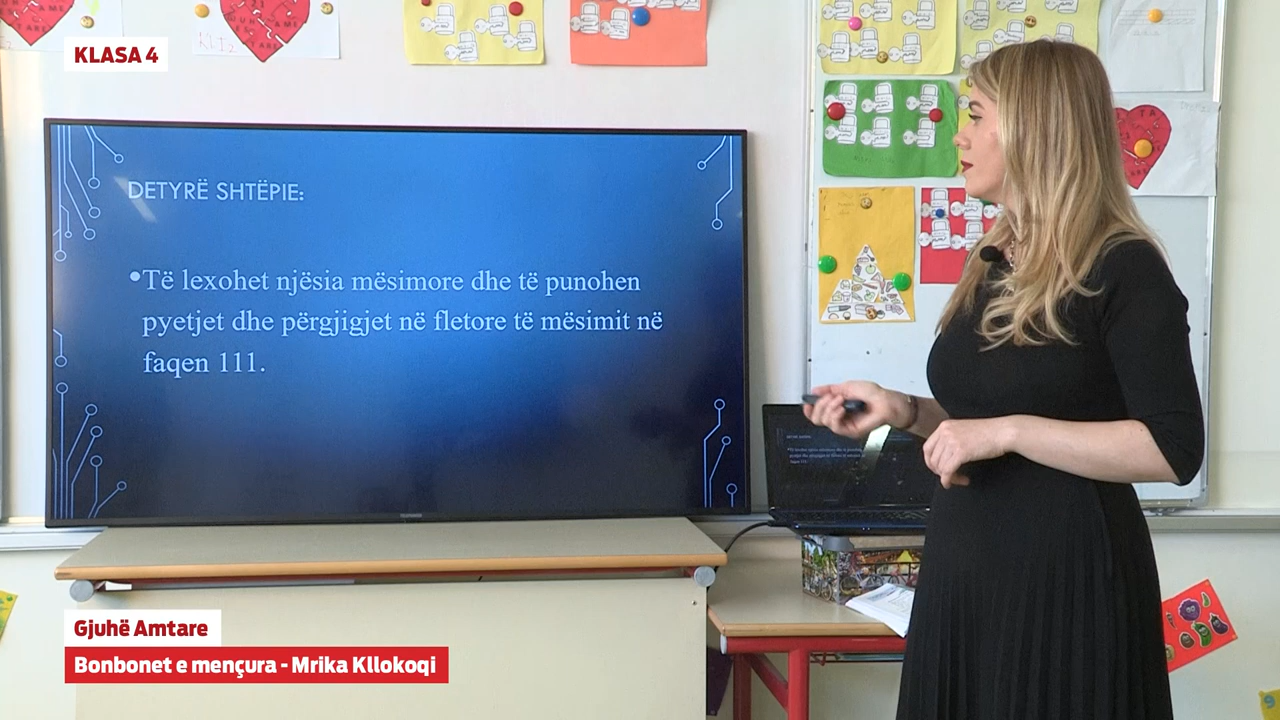 KLASA 4
DETYRË SHTËPIE:
•Të lexohet njësia mësimore dhe të punohen
pyetjet dhe përgjigjet në fletore të mësimit në
faqen 111.
Gjuhë Amtare
Bonbonet e mençura - Mrika Kllokoqi